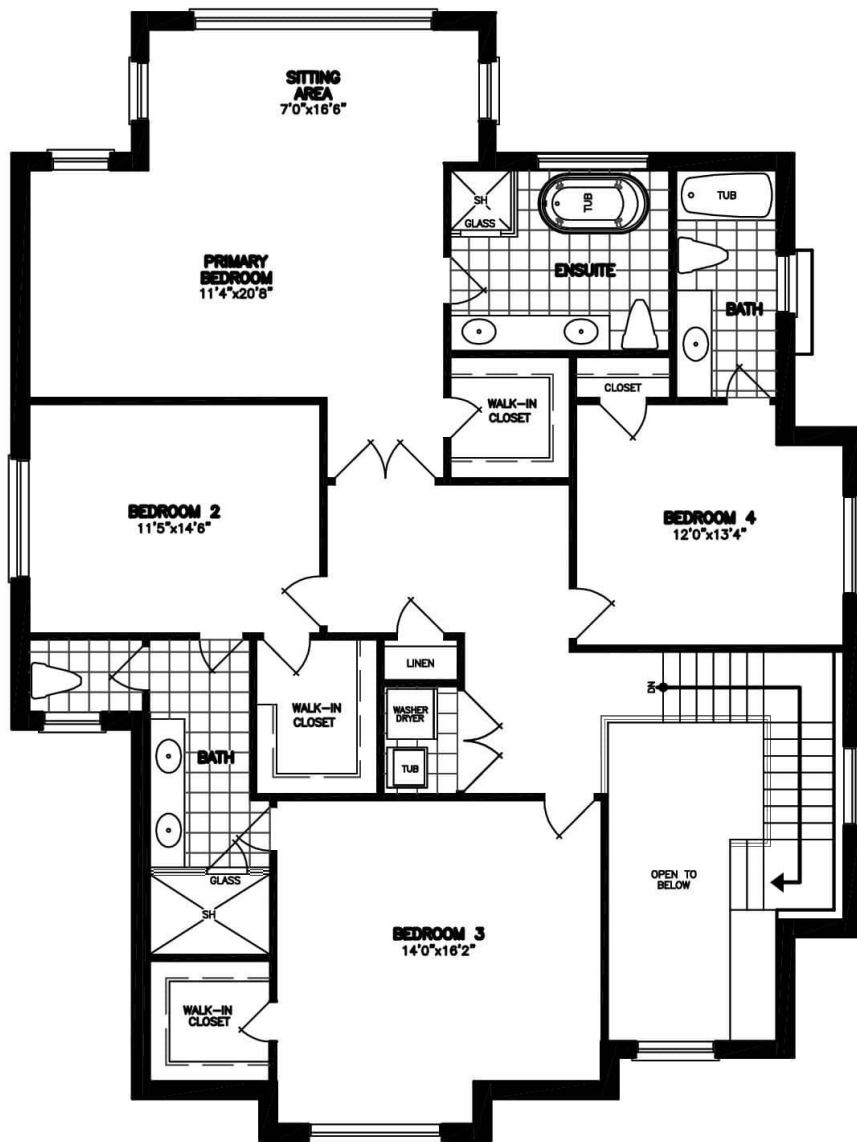 SITTING
AREA
7'0"x16'6"
SH
GLASS
TUB
TUB
PRIMARY
BEDROOM
11'4"x20'8"
ENSUITE
BATH
CLOSET
WALK-IN
CLOSET
BEDROOM 2
11'5"x14'6"
BEDROOM 4
12'0"x13'4"
LINEN
DN
WALK-IN
CLOSET
WASHER
DRYER
BATH
TUB
GLASS
OPEN TO
BELOW
SH
BEDROOM 3
14'0"x16'2"
WALK-IN
CLOSET